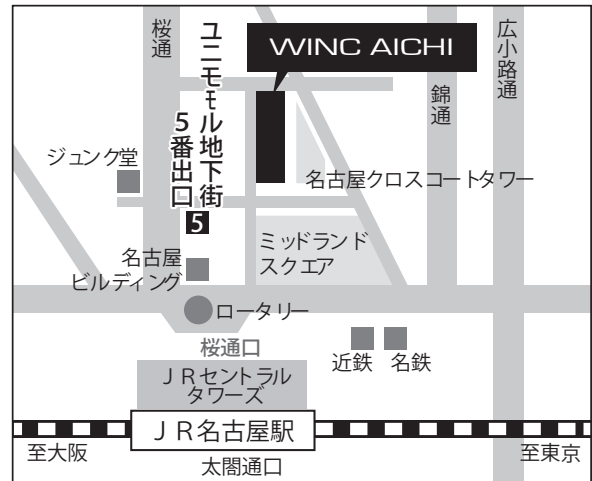 桜通
ユニモール地下街
5番出口
5
WINC AICHI
広小路通
錦通
ジュンク堂
名古屋クロスコートタワー
ミッドランド
スクエア
名古屋
ビルディング
ロータリー
桜通口
近鉄
名鉄
JRセントラル
タワーズ
JR名古屋駅
至大阪
至東京
太閤通口